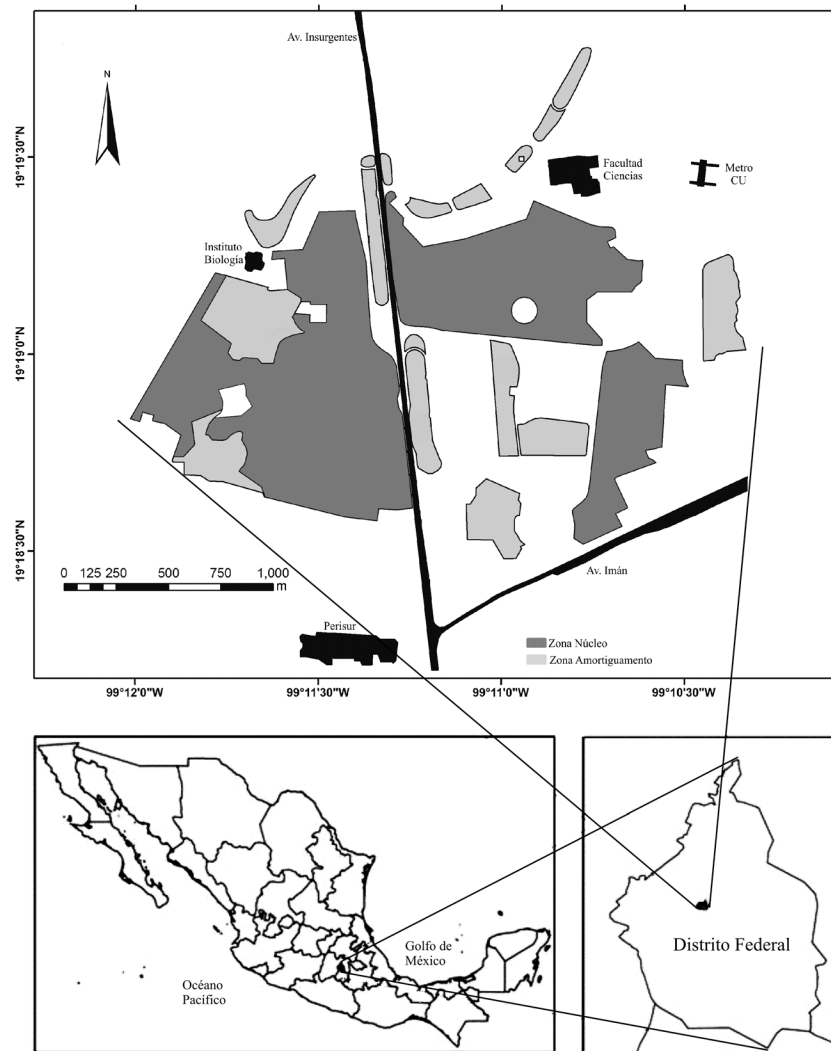 Av. Insurgentes
N
19°19'30"N
Facultad
Ciencias
Metro
CU
Instituto
Biología
19°19'0"N
19°18'30"N
0 125 250 500 750 1,000
m
Av. Imán
Perisur
Zona Núcleo
Zona Amortiguamento
99°12'0"W 99°11'30"W 99°11'0"W 99°10'30"W
Golfo de
México
Océano
Pacífico
Distrito Federal